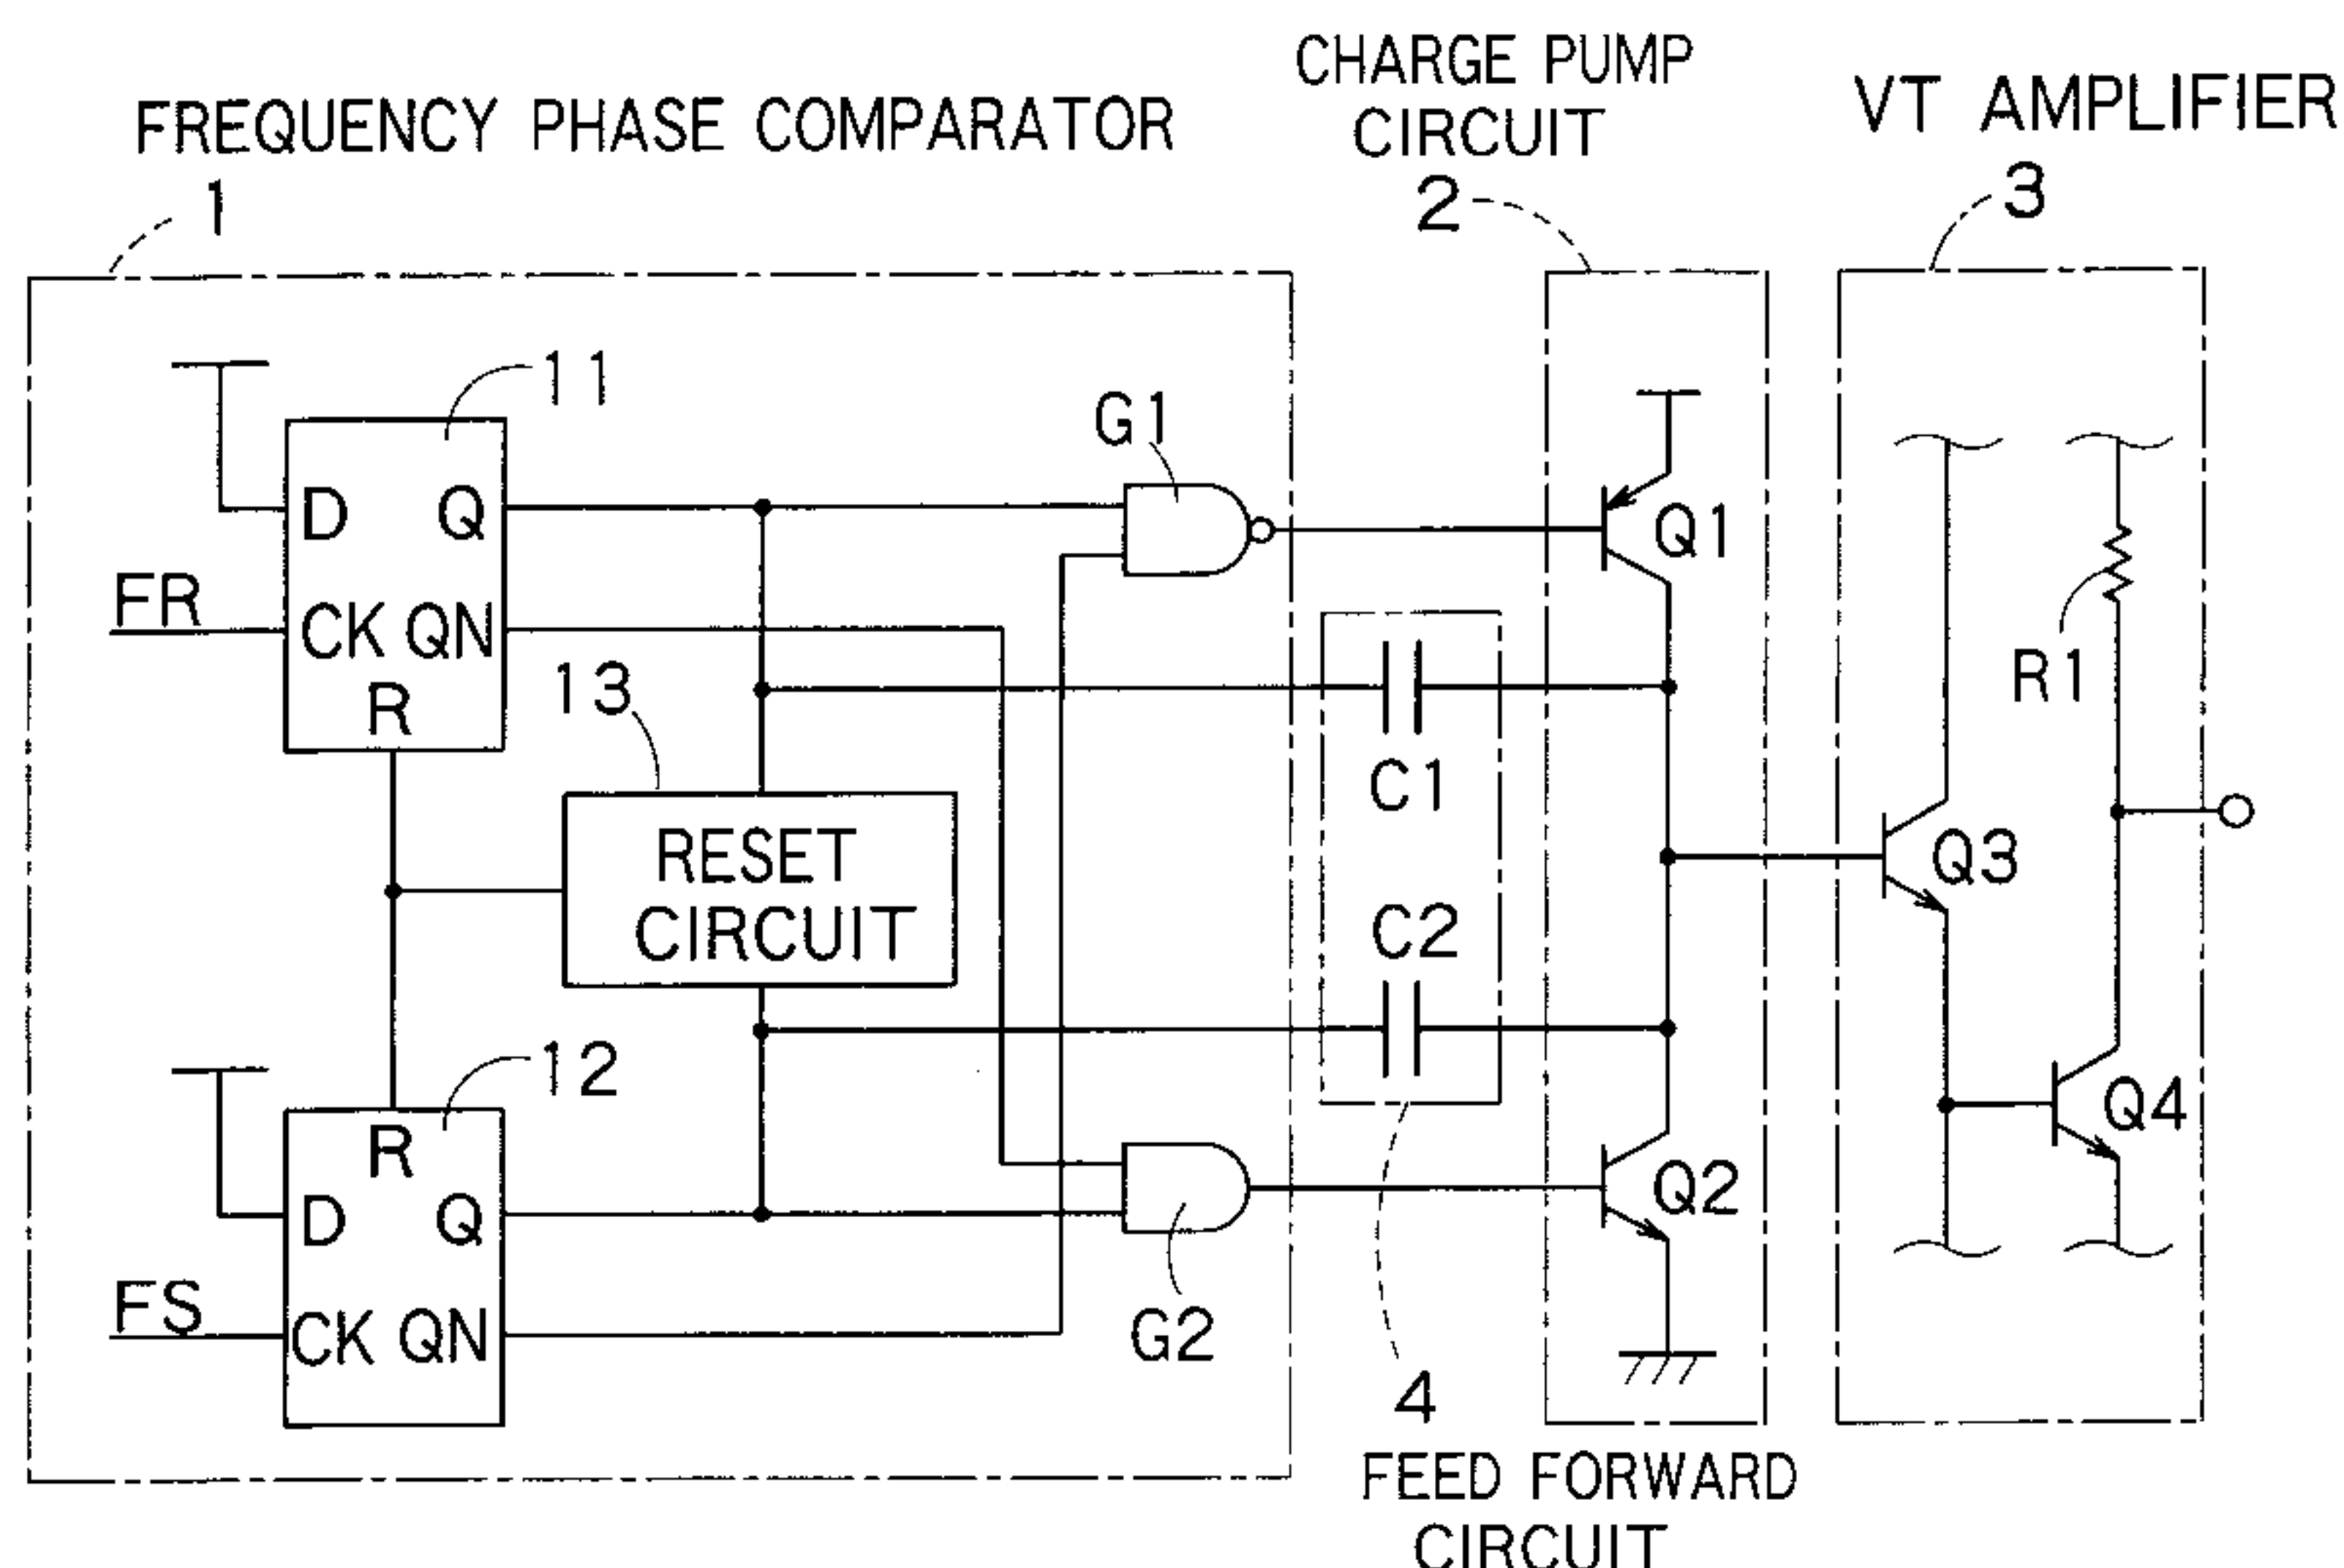 FREQUENCY PHASE COMPARATOR
1
CHARGE PUMP
CIRCUIT
2
VT AMPLIFIER
3
11
D
Q
FR
CK
QN
R
13
RESET
CIRCUIT
12
R
D
Q
FS
CK
QN
G1
G2
C1
C2
4
FEED FORWARD
CIRCUIT
Q1
Q2
Q3
Q4
R1